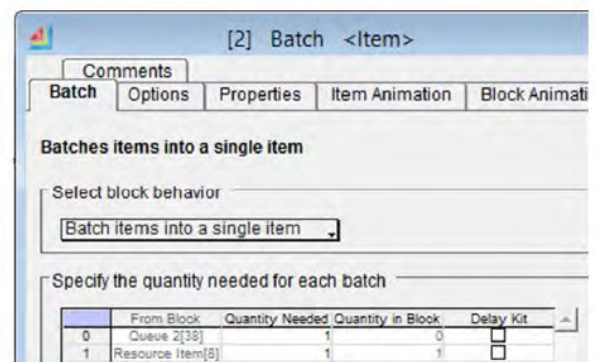 [2] Batch <Item>
Comments
Batch Options Properties Item Animation Block Animati
Batches items into a single item
Select block behavior
Batch items into a single item
Specify the quantity needed for each batch
From Block Quantity Needed Quantity in Block Delay Kit
0 Queue 2[38] 1 0
1 Resource Item[8] 1 1